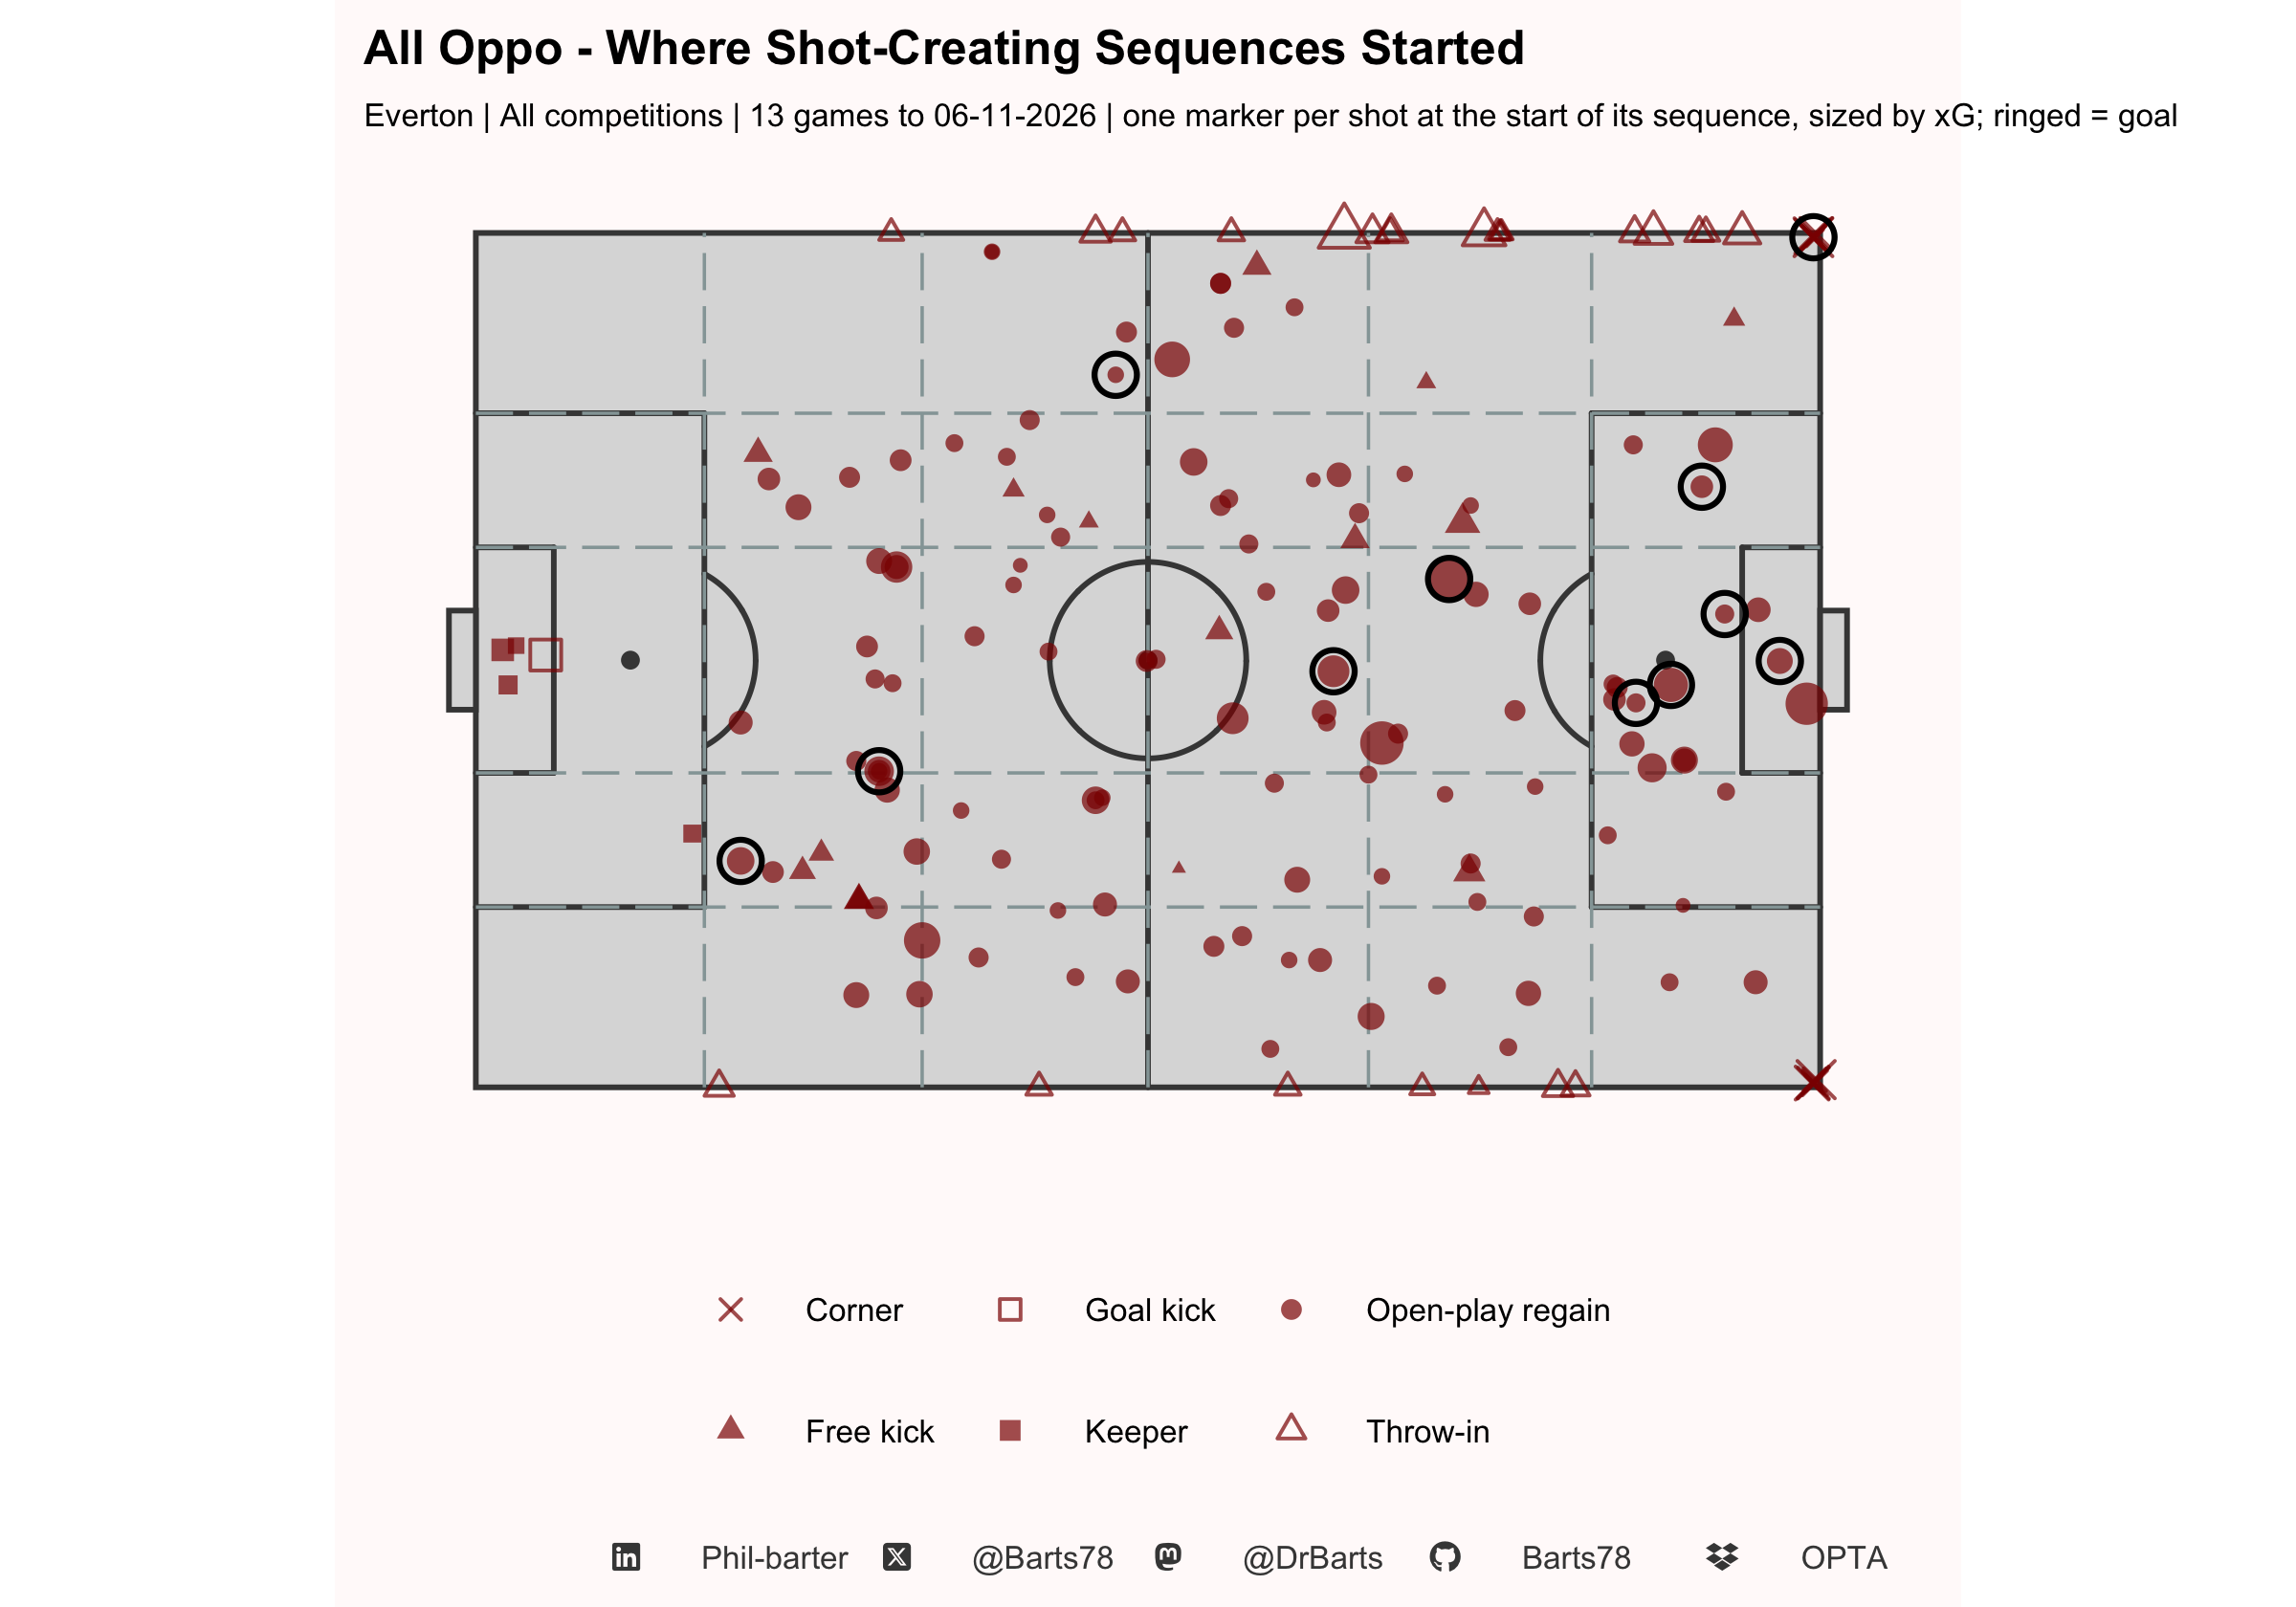 All Oppo - Where Shot-Creating Sequences Started
Everton | All competitions | 13 games to 06-11-2026 | one marker per shot at the start of its sequence, sized by xG; ringed = goal
Corner
Goal kick
Open-play regain
Free kick
Keeper
Throw-in
Phil-barter
@Barts78
@DrBarts
Barts78
OPTA